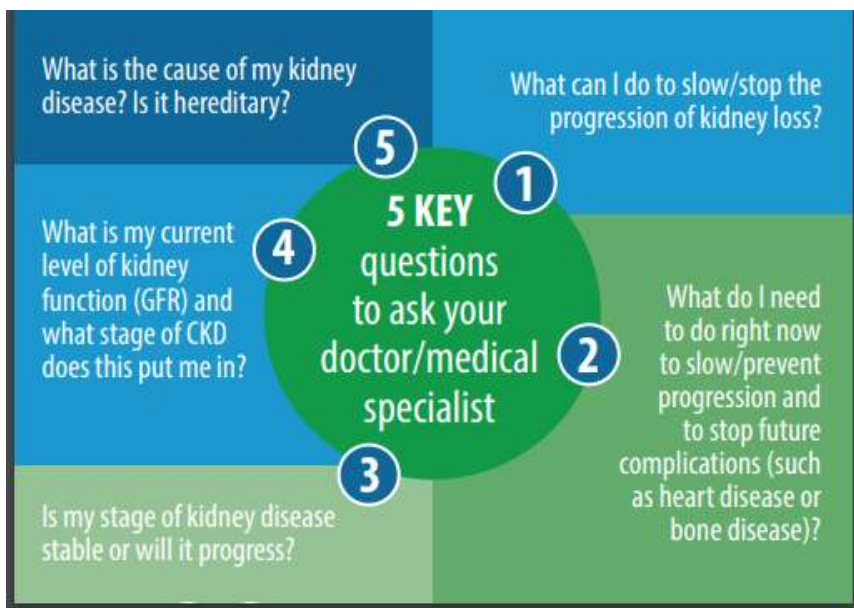 5 KEY
questions
to ask your
doctor/medical
specialist
1
What can I do to slow/stop the
progression of kidney loss?
2
What do I need
to do right now
to slow/prevent
progression and
to stop future
complications (such
as heart disease or
bone disease)?
3
Is my stage of kidney disease
stable or will it progress?
4
What is my current
level of kidney
function (GFR) and
what stage of CKD
does this put me in?
5
What is the cause of my kidney
disease? Is it hereditary?